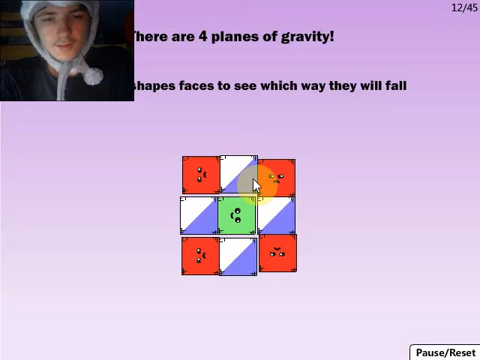 12/45
There are 4 planes of gravity!
shapes faces to see which way they will fall
Pause/Reset